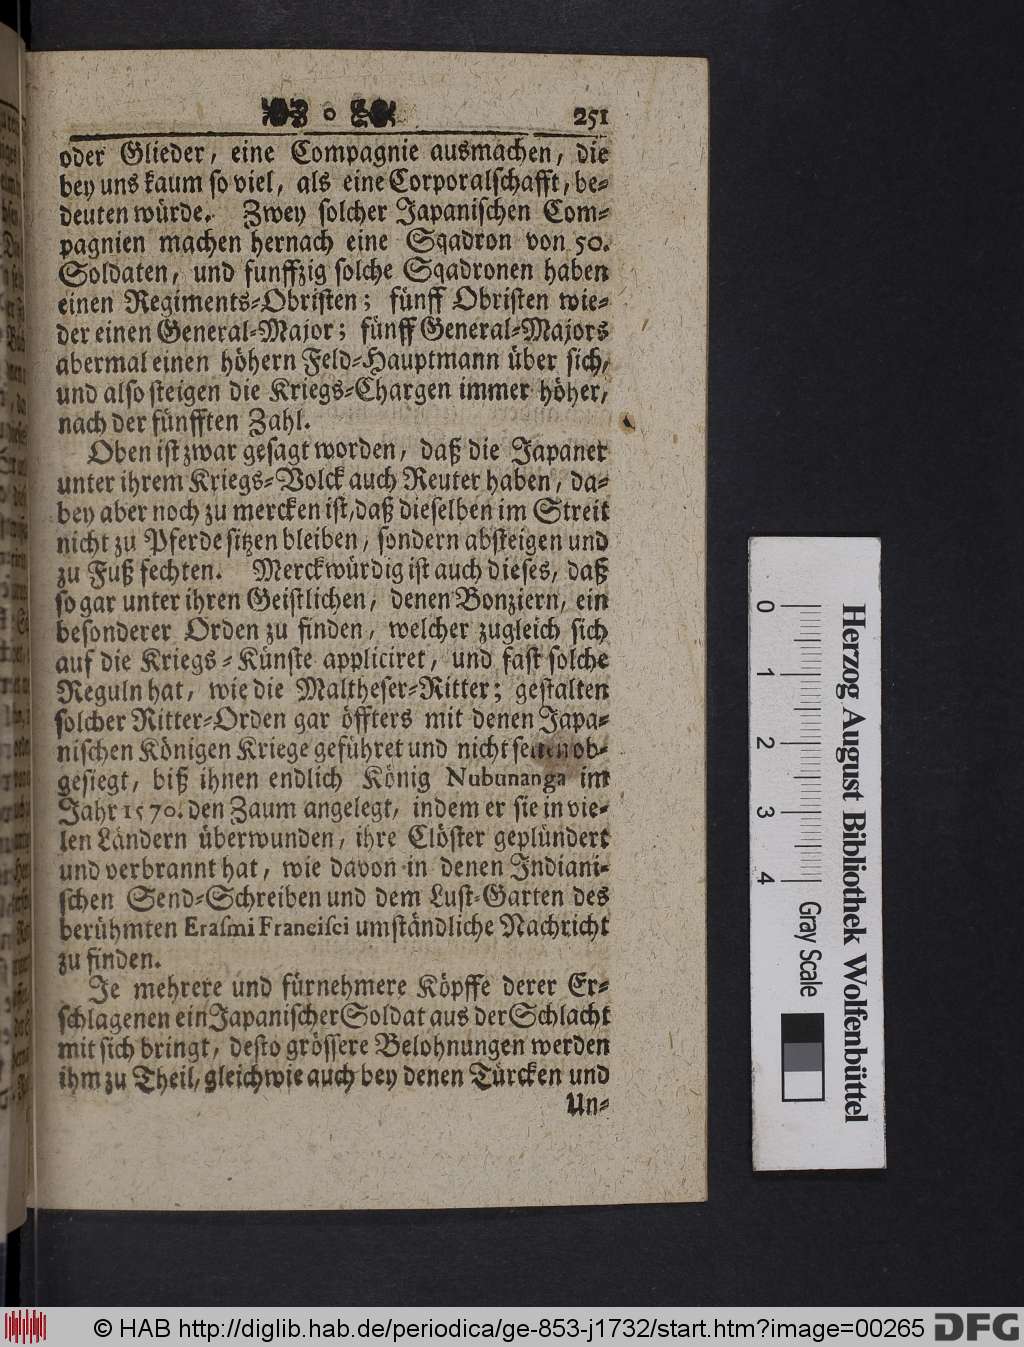 251
oder Glieder, eine Compagnie ausmachen, die
bey uns kaum so viel, als eine Corporalschafft, be-
deuten würde. Zwey solcher Japanischen Com-
pagnien machen hernach eine Sqadron von 50.
Soldaten, und funffzig solche Sqadronen haben
einen Regiments-Obristen; fünff Obristen wie-
der einen General-Major; fünff General-Majors
abermal einen höhern Feld-Hauptmann über sich,
und also steigen die Kriegs-Chargen immer höher,
nach der fünfften Zahl.
Oben ist zwar gesagt worden, daß die Japaner
unter ihrem Kriegs-Volck auch Reuter haben, da-
bey aber noch zu mercken ist, daß dieselben im Streit
nicht zu Pferde sitzen bleiben, sondern absteigen und
zu Fuß fechten. Merckwürdig ist auch dieses, daß
so gar unter ihren Geistlichen, denen Bonziern, ein
besonderer Orden zu finden, welcher zugleich sich
auf die Kriegs-Künste appliciret, und fast solche
Reguln hat, wie die Maltheser-Ritter; gestalten
solcher Ritter-Orden gar öffters mit denen Japa-
nischen Königen Kriege geführet und nicht selten ob-
gesiegt, biß ihnen endlich König Nubunanga im
Jahr 1570. den Zaum angelegt, indem er sie in vie-
len Ländern überwunden, ihre Clöster geplündert
und verbrannt hat, wie davon in denen Indiani-
schen Send-Schreiben und dem Lust-Garten des
berühmten Erasmi Francisci umständliche Nachricht
zu finden.
Je mehrere und fürnehmere Köpffe derer Er-
schlagenen ein Japanischer Soldat aus der Schlacht
mit sich bringt, desto grössere Belohnungen werden
ihm zu Theil, gleichwie auch bey denen Türcken und
Un-
0 1 2 3 4
Gray Scale
Herzog August Bibliothek Wolfenbüttel
© HAB http://diglib.hab.de/periodica/ge-853-j1732/start.htm?image=00265
DFG